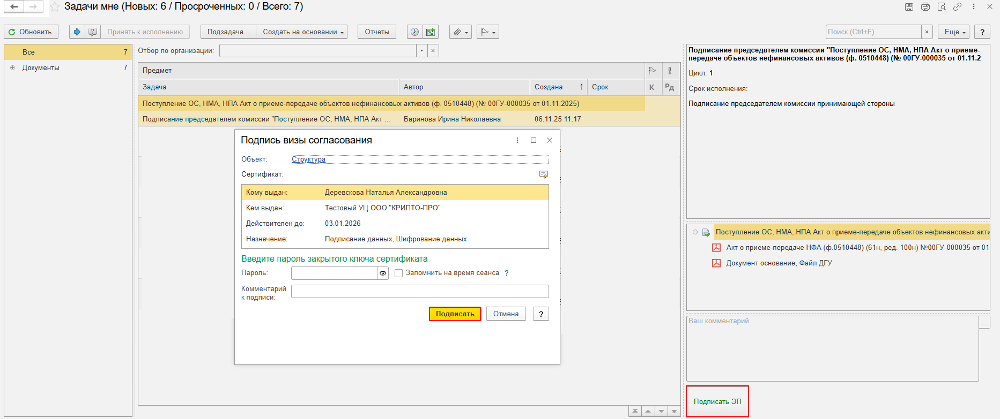 Задачи мне (Новых: 6 / Просроченных: 0 / Всего: 7)
Обновить
Принять к исполнению
Подзадача...
Создать на основании
Отчеты
Поиск (Ctrl+F)
×
Еще
?
Все 7
Документы 7
Отбор по организации:
×
Предмет
Задача Автор Создана ↑ Срок К Рд
Поступление ОС, НМА, НПА Акт о приеме-передаче объектов нефинансовых активов (ф. 0510448) (№ 00ГУ-000035 от 01.11.2025)
Подписание председателем комиссии "Поступление ОС, НМА, НПА Акт ... Баринова Ирина Николаевна 06.11.25 11:17
Подпись визы согласования
Объект: Структура
Сертификат:
Кому выдан: Деревскова Наталья Александровна
Кем выдан: Тестовый УЦ ООО "КРИПТО-ПРО"
Действителен до: 03.01.2026
Назначение: Подписание данных, Шифрование данных
Введите пароль закрытого ключа сертификата
Пароль: Запомнить на время сеанса ?
Комментарий
к подписи:
Подписать Отмена ?
Подписание председателем комиссии "Поступление ОС, НМА, НПА Акт о приеме-
передаче объектов нефинансовых активов (ф. 0510448) (№ 00ГУ-000035 от 01.11.2
Цикл: 1
Срок исполнения:
Подписание председателем комиссии принимающей стороны
Поступление ОС, НМА, НПА Акт о приеме-передаче объектов нефинансовых акти
Акт о приеме-передаче НФА (ф.0510448) (61н, ред. 100н) №00ГУ-000035 от 01
Документ основание, Файл ДГУ
Ваш комментарий
...
Подписать ЭП